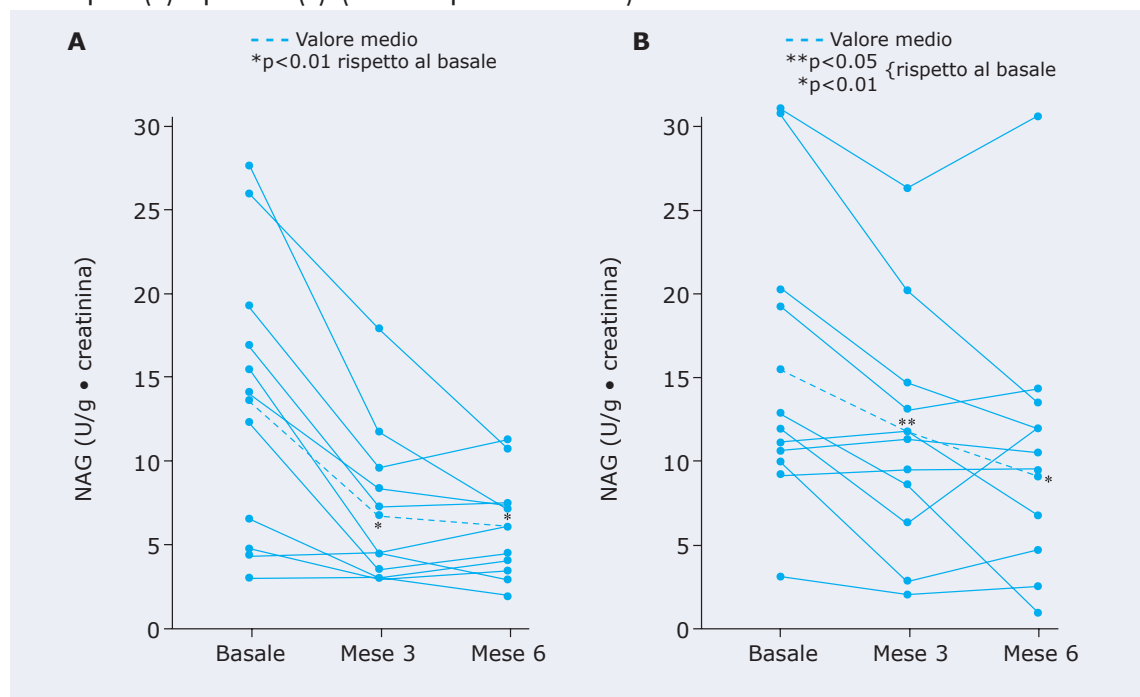 A
--- Valore medio
*p<0.01 rispetto al basale
NAG (U/g • creatinina)
30
25
20
15
10
5
0
*
*
Basale Mese 3 Mese 6
B
--- Valore medio
**p<0.05
*p<0.01
{rispetto al basale
NAG (U/g • creatinina)
30
25
20
15
10
5
0
**
*
Basale Mese 3 Mese 6